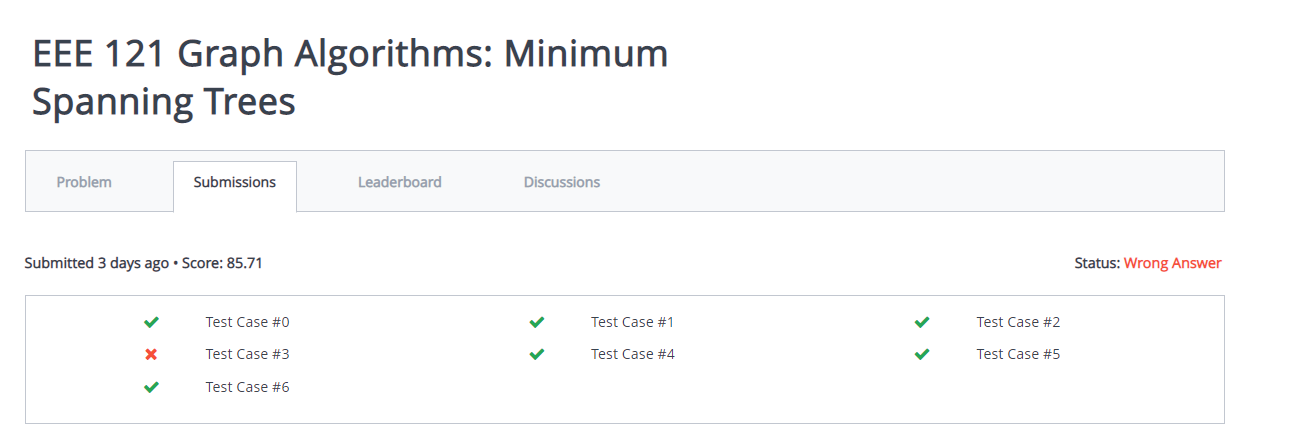 EEE 121 Graph Algorithms: Minimum
Spanning Trees
Problem Submissions Leaderboard Discussions
Submitted 3 days ago • Score: 85.71 Status: Wrong Answer
Test Case #0 Test Case #1 Test Case #2
Test Case #3 Test Case #4 Test Case #5
Test Case #6